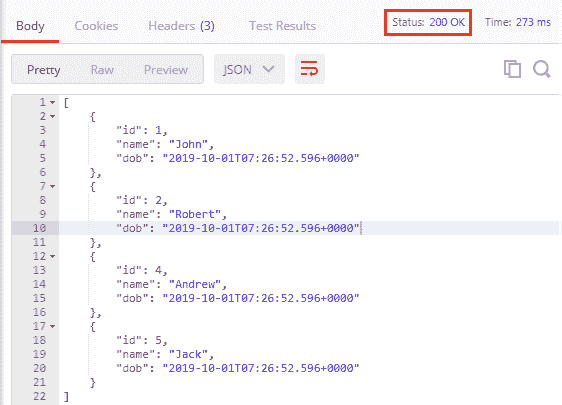 Body Cookies Headers (3) Test Results Status: 200 OK Time: 273 ms
Pretty Raw Preview JSON
1 [
2 {
3 "id": 1,
4 "name": "John",
5 "dob": "2019-10-01T07:26:52.596+0000"
6 },
7 {
8 "id": 2,
9 "name": "Robert",
10 "dob": "2019-10-01T07:26:52.596+0000"
11 },
12 {
13 "id": 4,
14 "name": "Andrew",
15 "dob": "2019-10-01T07:26:52.596+0000"
16 },
17 {
18 "id": 5,
19 "name": "Jack",
20 "dob": "2019-10-01T07:26:52.596+0000"
21 }
22 ]